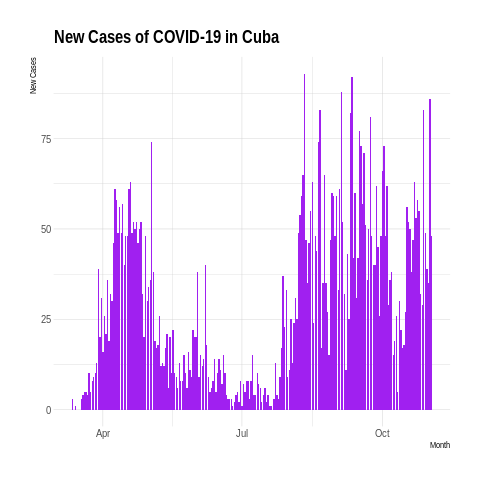 New Cases of COVID-19 in Cuba
New Cases
75
50
25
0
Apr
Jul
Oct
Month